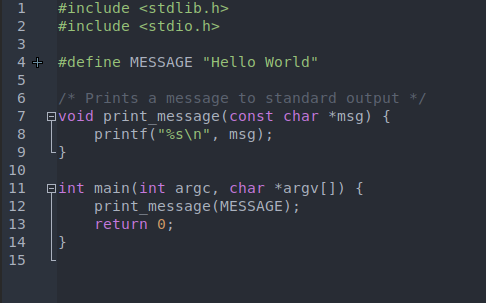 1 #include <stdlib.h>
2 #include <stdio.h>
3
4 #define MESSAGE "Hello World"
5
6 /* Prints a message to standard output */
7 void print_message(const char *msg) {
8     printf("%s\n", msg);
9 }
10
11 int main(int argc, char *argv[]) {
12     print_message(MESSAGE);
13     return 0;
14 }
15